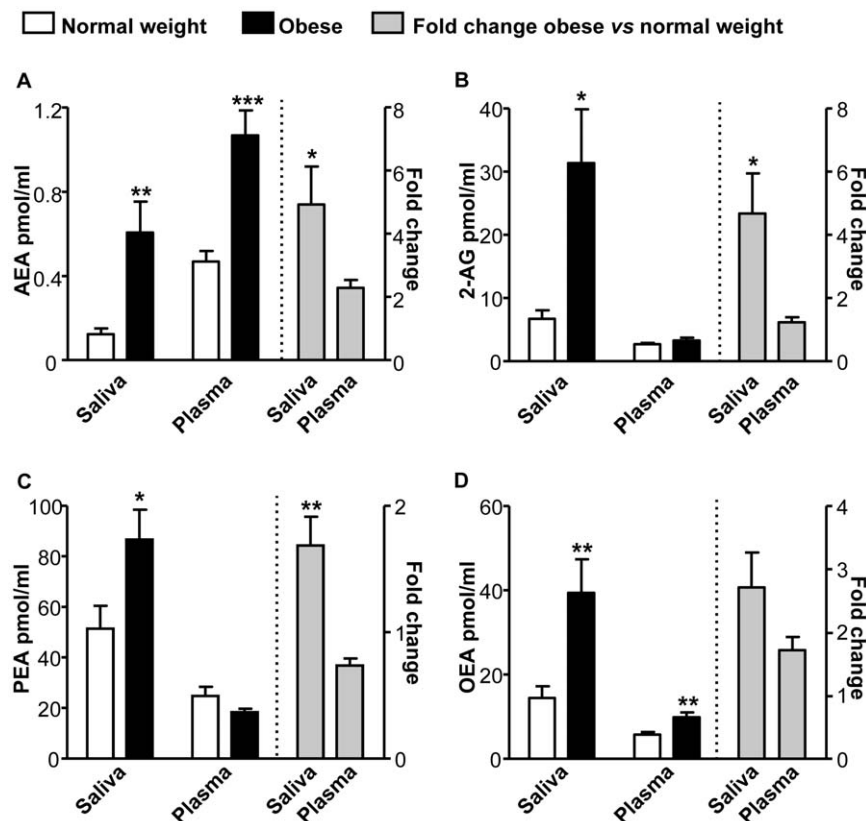 Normal weight Obese Fold change obese vs normal weight
A
AEA pmol/ml
1.2
0.8
0.4
0
**
***
*
8
6
4
2
0
Fold change
Saliva
Plasma
Saliva
Plasma
B
2-AG pmol/ml
40
30
20
10
0
*
*
8
6
4
2
0
Fold change
Saliva
Plasma
Saliva
Plasma
C
PEA pmol/ml
100
80
60
40
20
0
*
**
2
1
0
Fold change
Saliva
Plasma
Saliva
Plasma
D
OEA pmol/ml
60
40
20
0
**
**
4
3
2
1
0
Fold change
Saliva
Plasma
Saliva
Plasma